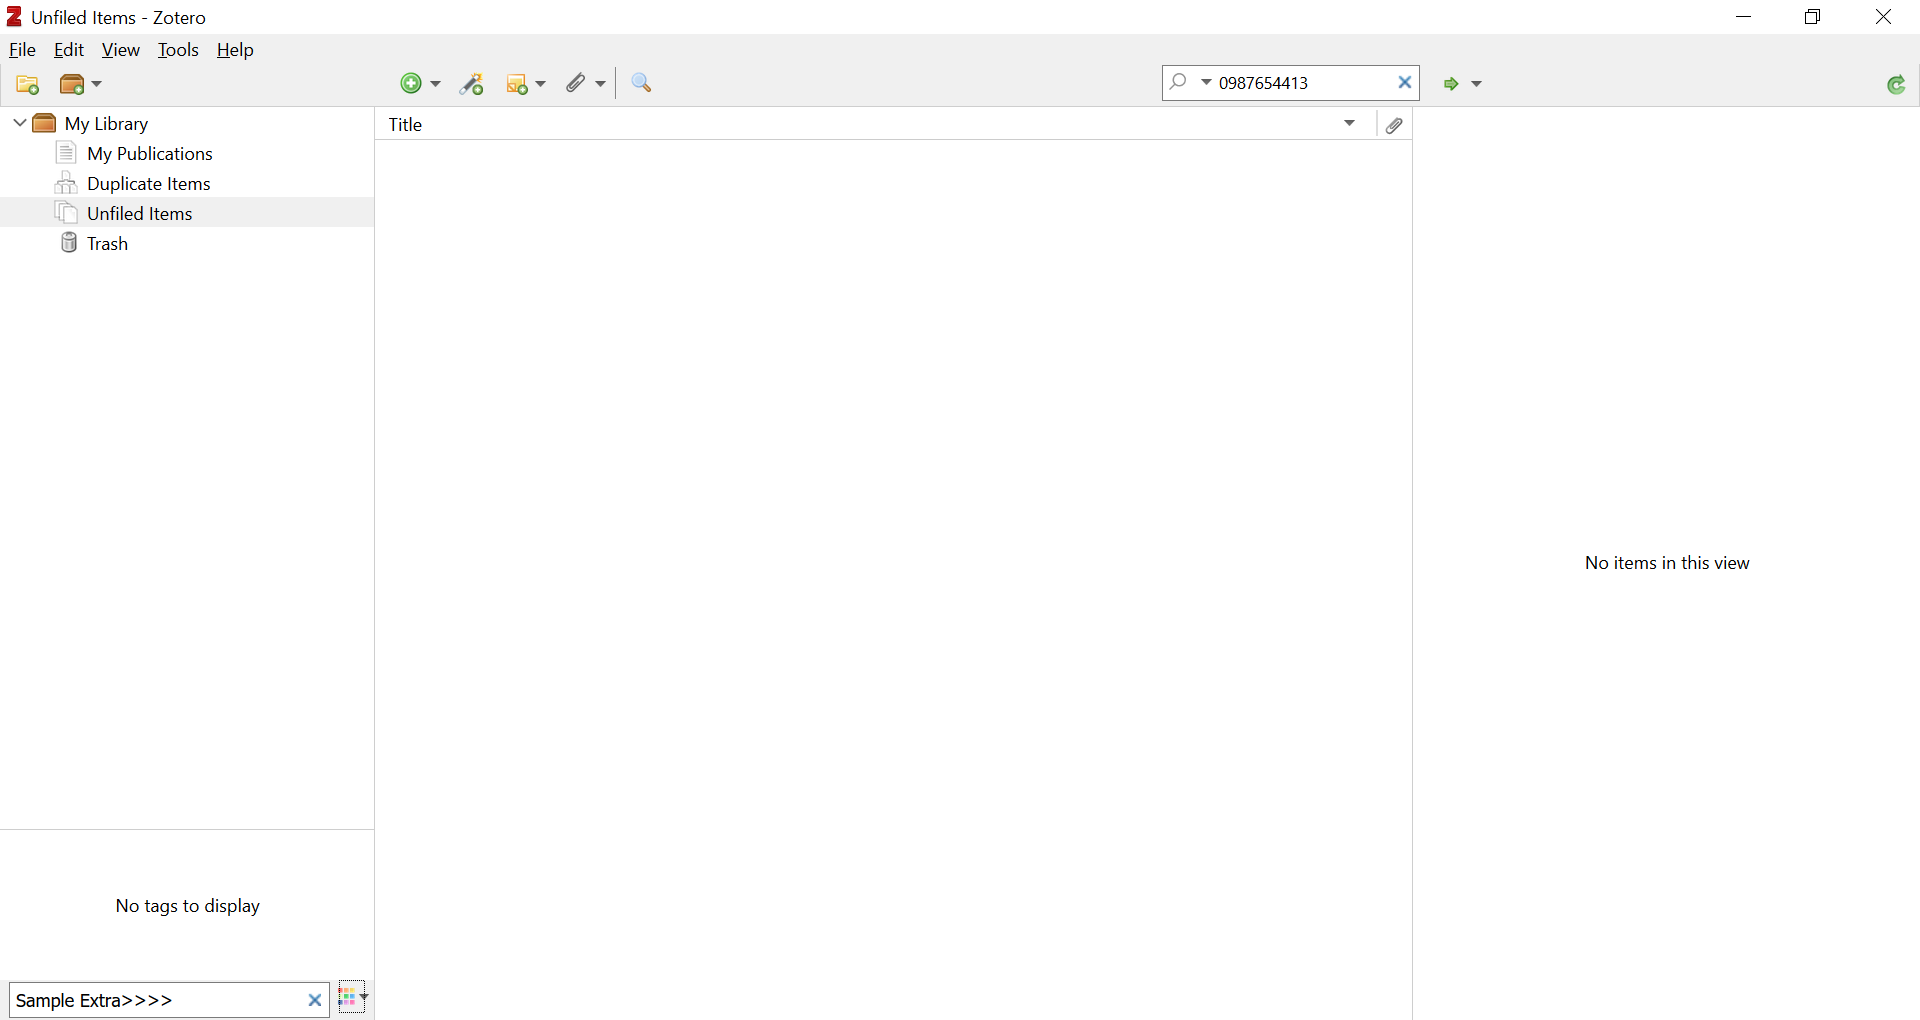 Unfiled Items - Zotero
File Edit View Tools Help
0987654413
My Library
My Publications
Duplicate Items
Unfiled Items
Trash
Title
No items in this view
No tags to display
Sample Extra>>>>